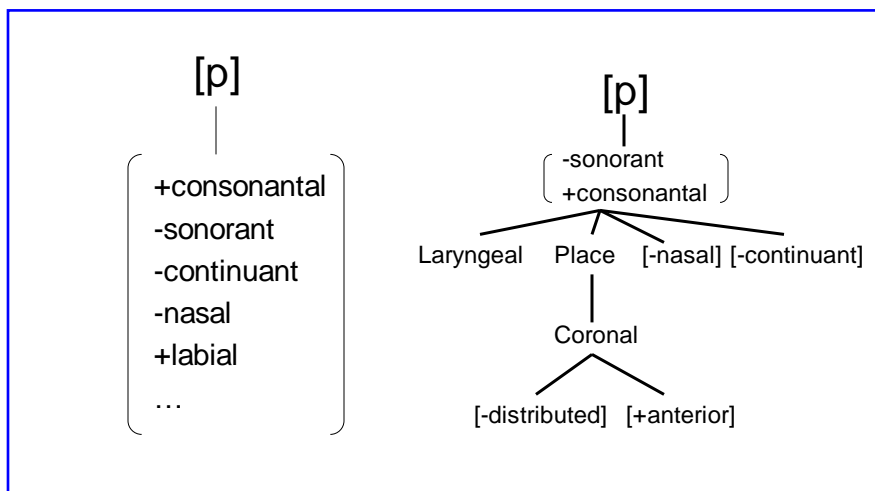 [p]
+consonantal
-sonorant
-continuant
-nasal
+labial
…
[p]
-sonorant
+consonantal
Laryngeal Place [-nasal] [-continuant]
Coronal
[-distributed] [+anterior]